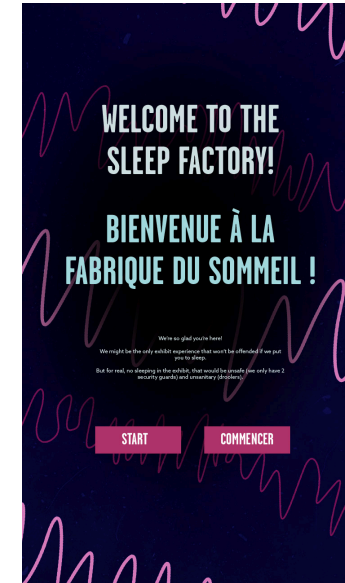 WELCOME TO THE
SLEEP FACTORY!
BIENVENUE À LA
FABRIQUE DU SOMMEIL !
We're so glad you're here!
We might be the only exhibit experience that won't be offended if we put
you to sleep.
But for real, no sleeping in the exhibit, that would be unsafe (we only have 2
security guards) and unsanitary (droolers).
START
COMMENCER